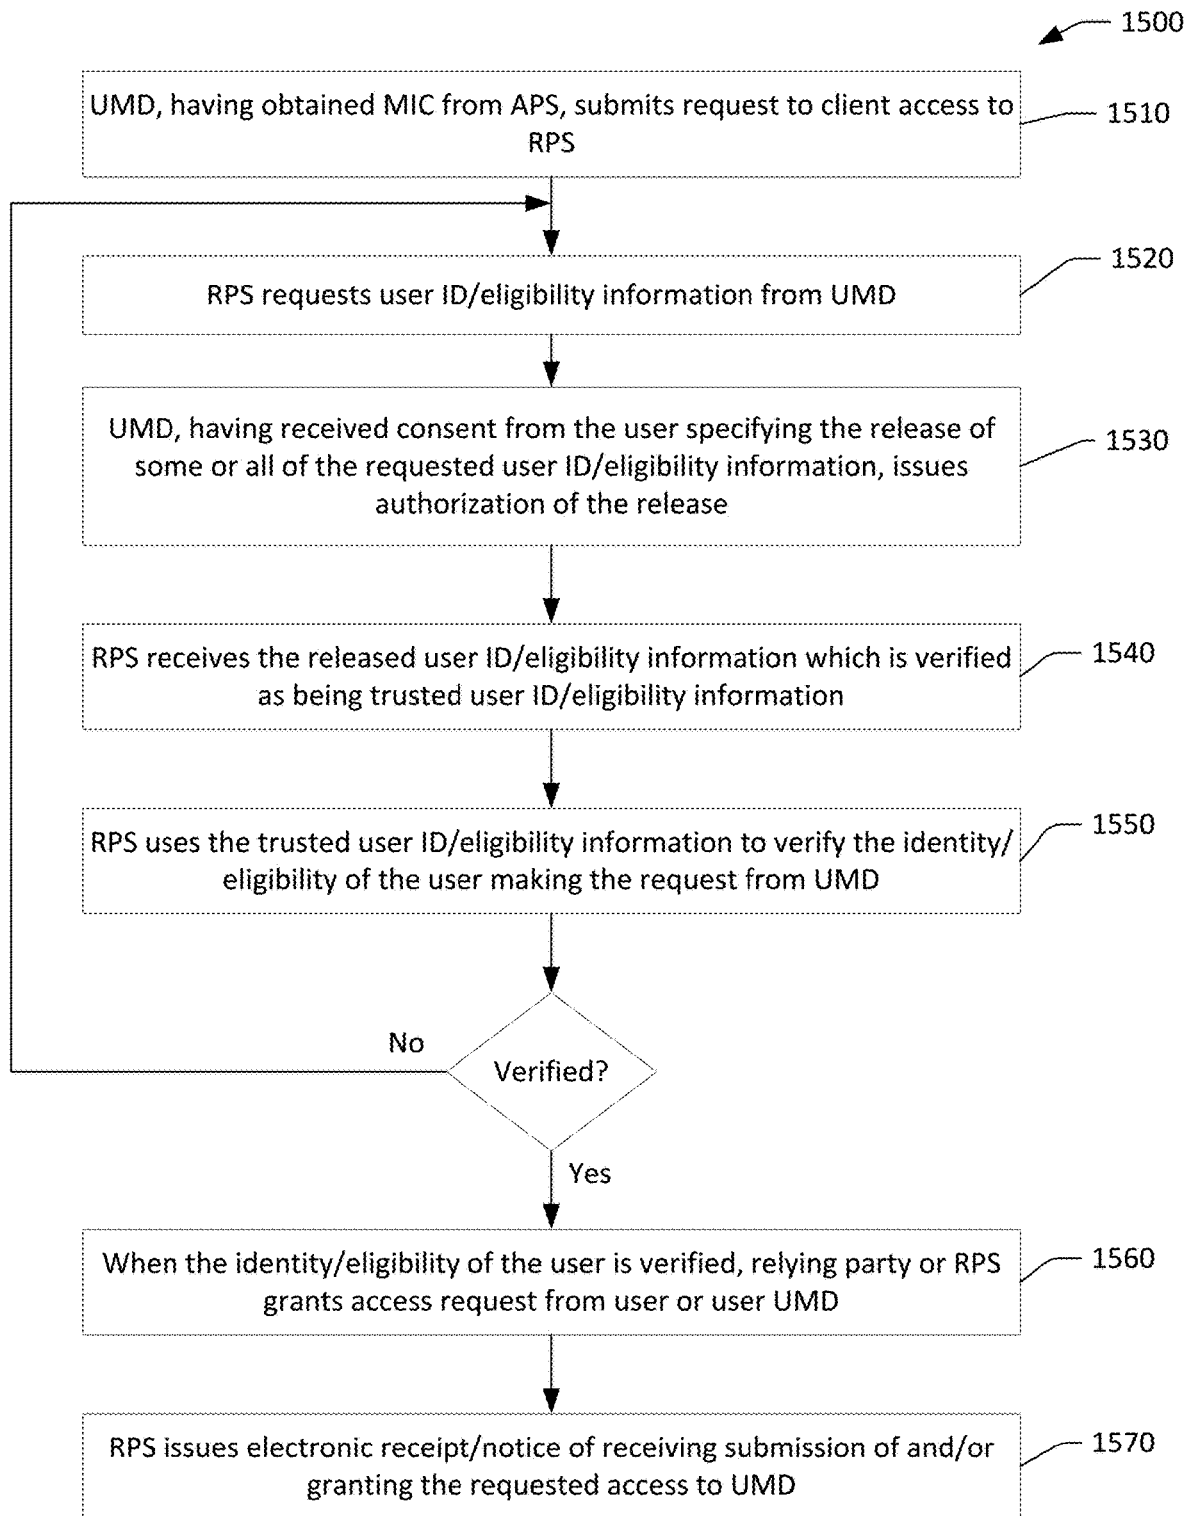 1500
UMD, having obtained MIC from APS, submits request to client access to
RPS
1510
RPS requests user ID/eligibility information from UMD
1520
UMD, having received consent from the user specifying the release of
some or all of the requested user ID/eligibility information, issues
authorization of the release
1530
RPS receives the released user ID/eligibility information which is verified
as being trusted user ID/eligibility information
1540
RPS uses the trusted user ID/eligibility information to verify the identity/
eligibility of the user making the request from UMD
1550
No
Verified?
Yes
When the identity/eligibility of the user is verified, relying party or RPS
grants access request from user or user UMD
1560
RPS issues electronic receipt/notice of receiving submission of and/or
granting the requested access to UMD
1570